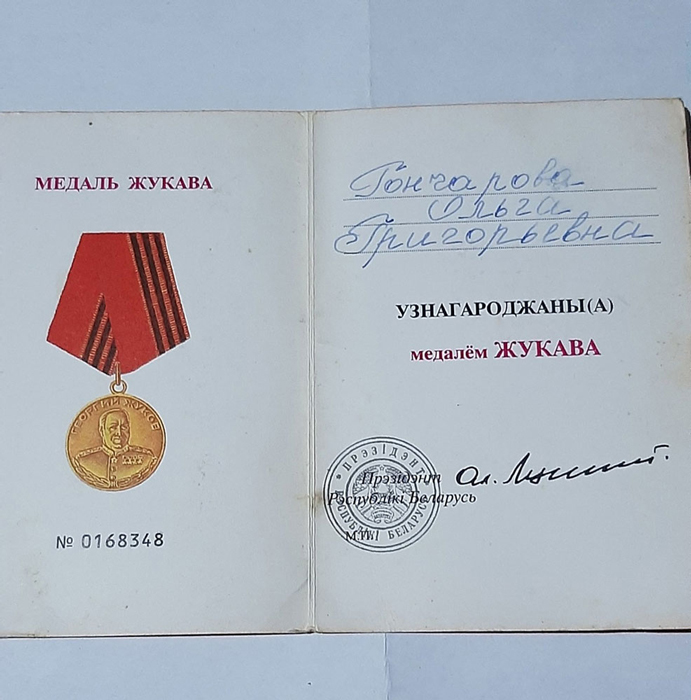 МЕДАЛЬ ЖУКАВА
ГЕОРГИЙ ЖУКОВ
№ 0168348
Гончарова
Ольга
Григорьевна
УЗНАГАРОДЖАНЫ(А)
медалём ЖУКАВА
Прэзідэнт
Рэспублікі Беларусь
М.П.
ПРЭЗІДЭНТ
РЭСПУБЛІКІ БЕЛАРУСЬ